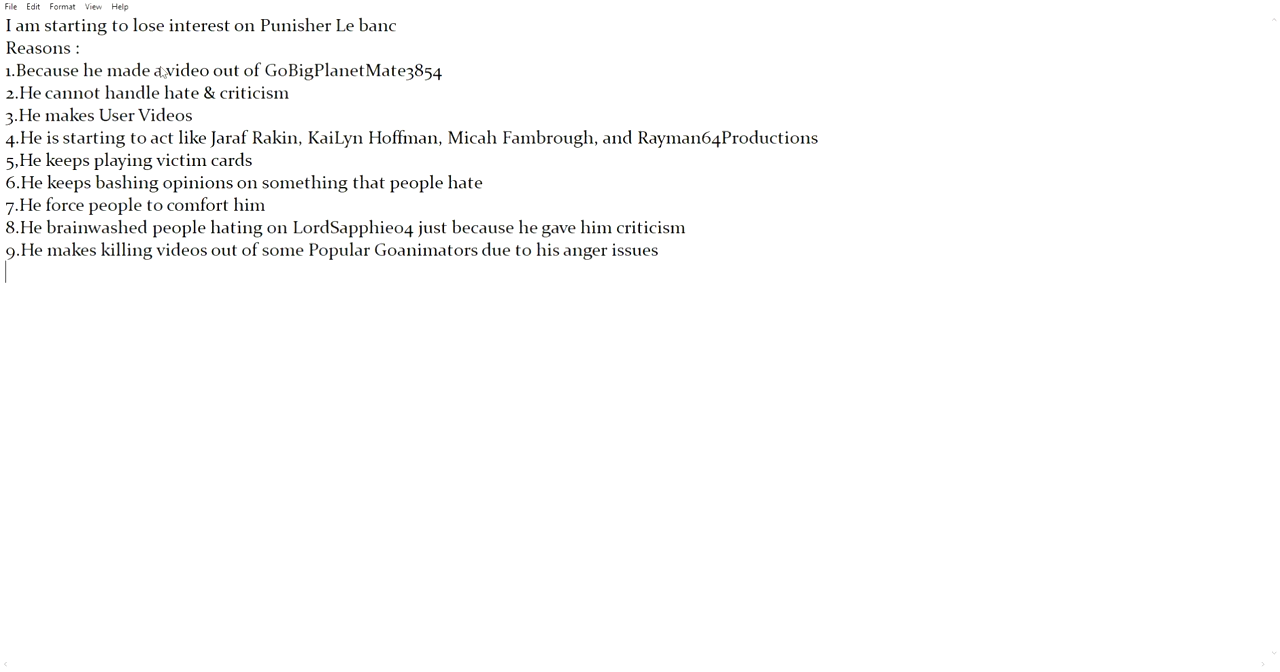 File Edit Format View Help
I am starting to lose interest on Punisher Le banc
Reasons :
1.Because he made a video out of GoBigPlanetMate3854
2.He cannot handle hate & criticism
3.He makes User Videos
4.He is starting to act like Jaraf Rakin, KaiLyn Hoffman, Micah Fambrough, and Rayman64Productions
5,He keeps playing victim cards
6.He keeps bashing opinions on something that people hate
7.He force people to comfort him
8.He brainwashed people hating on LordSapphie04 just because he gave him criticism
9.He makes killing videos out of some Popular Goanimators due to his anger issues